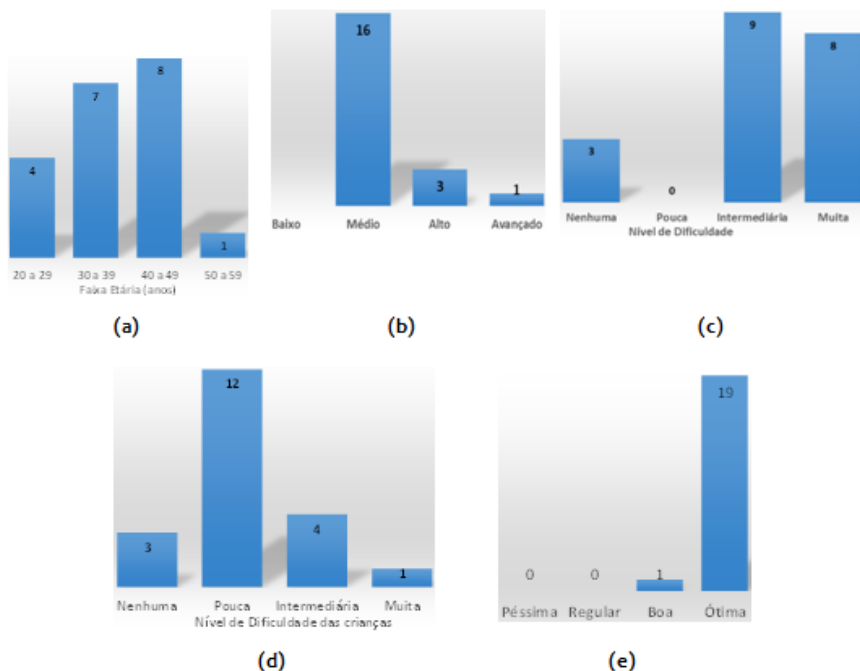 4
7
8
1
20 a 29
30 a 39
40 a 49
50 a 59
Faixa Etária (anos)
(a)
16
3
1
Baixo
Médio
Alto
Avançado
(b)
3
0
9
8
Nenhuma
Pouca
Intermediária
Muita
Nível de Dificuldade
(c)
3
12
4
1
Nenhuma
Pouca
Intermediária
Muita
Nível de Dificuldade das crianças
(d)
0
0
1
19
Péssima
Regular
Boa
Ótima
(e)